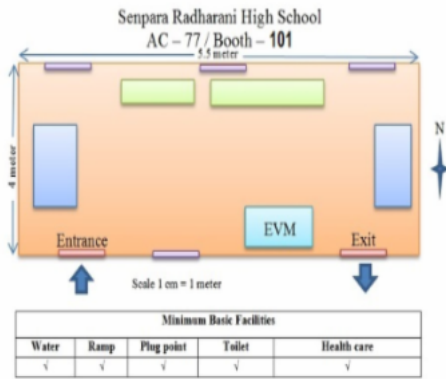 Senpara Radharani High School
AC – 77 / Booth – 101
5.5 meter
4 meter
N
EVM
Entrance
Exit
Scale 1 cm = 1 meter
Minimum Basic Facilities
Water Ramp Plug point Toilet Health care
√ √ √ √ √